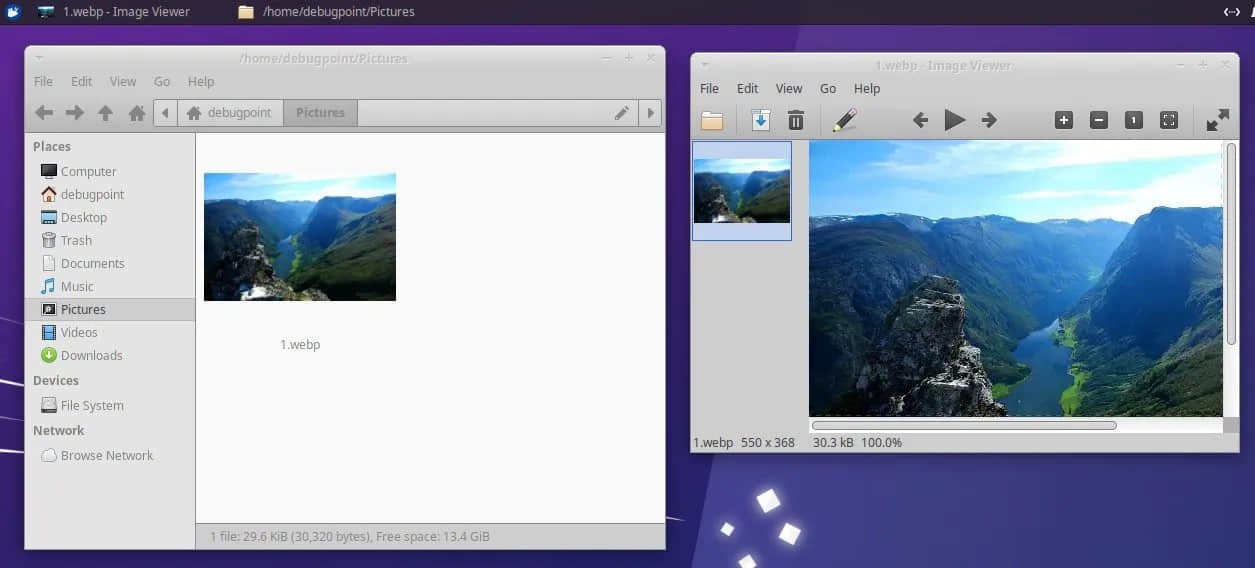 1.webp - Image Viewer /home/debugpoint/Pictures
/home/debugpoint/Pictures
File Edit View Go Help
debugpoint Pictures
Places
Computer
debugpoint
Desktop
Trash
Documents
Music
Pictures
Videos
Downloads
Devices
File System
Network
Browse Network
1.webp
1 file: 29.6 KiB (30,320 bytes), Free space: 13.4 GiB
1.webp - Image Viewer
File Edit View Go Help
1
1.webp 550 x 368 30.3 kB 100.0%